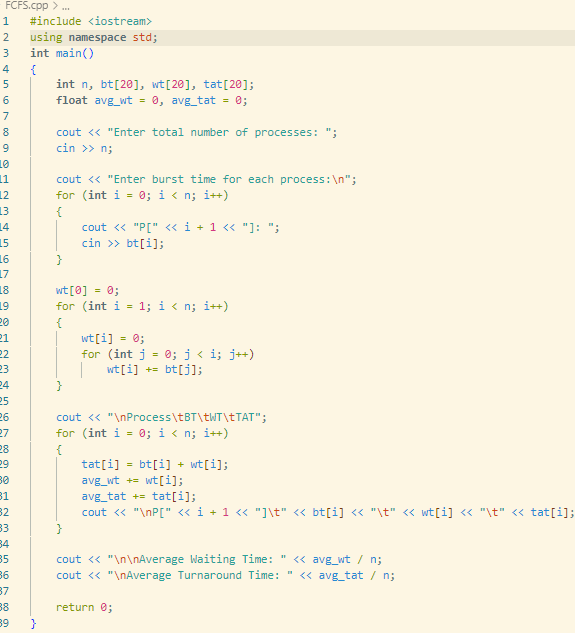 FCFS.cpp > ...
1 #include <iostream>
2 using namespace std;
3 int main()
4 {
5     int n, bt[20], wt[20], tat[20];
6     float avg_wt = 0, avg_tat = 0;
7
8     cout << "Enter total number of processes: ";
9     cin >> n;
10
11     cout << "Enter burst time for each process:\n";
12     for (int i = 0; i < n; i++)
13     {
14         cout << "P[" << i + 1 << "]: ";
15         cin >> bt[i];
16     }
17
18     wt[0] = 0;
19     for (int i = 1; i < n; i++)
20     {
21         wt[i] = 0;
22         for (int j = 0; j < i; j++)
23             wt[i] += bt[j];
24     }
25
26     cout << "\nProcess\tBT\tWT\tTAT";
27     for (int i = 0; i < n; i++)
28     {
29         tat[i] = bt[i] + wt[i];
30         avg_wt += wt[i];
31         avg_tat += tat[i];
32         cout << "\nP[" << i + 1 << "]\t" << bt[i] << "\t" << wt[i] << "\t" << tat[i];
33     }
34
35     cout << "\n\nAverage Waiting Time: " << avg_wt / n;
36     cout << "\nAverage Turnaround Time: " << avg_tat / n;
37
38     return 0;
39 }